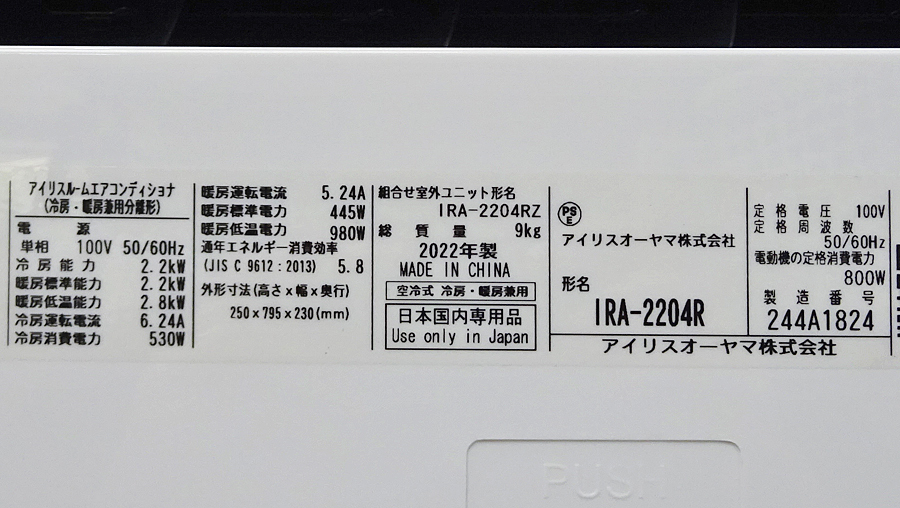 アイリスルームエアコンディショナ
(冷房・暖房兼用分離形)
電 源
単相 100V 50/60Hz
冷房能力 2.2kW
暖房標準能力 2.2kW
暖房低温能力 2.8kW
冷房運転電流 6.24A
冷房消費電力 530W
暖房運転電流 5.24A
暖房標準電力 445W
暖房低温電力 980W
通年エネルギー消費効率
(JIS C 9612:2013) 5.8
外形寸法(高さx幅x奥行)
250x795x230(mm)
組合せ室外ユニット形名
IRA-2204RZ
総 質 量 9kg
2022年製
MADE IN CHINA
空冷式 冷房・暖房兼用
日本国内専用品
Use only in Japan
PS
E
アイリスオーヤマ株式会社
形名
IRA-2204R
定格電圧 100V
定格周波数
50/60Hz
電動機の定格消費電力
800W
製造番号
244A1824
アイリスオーヤマ株式会社
PUSH